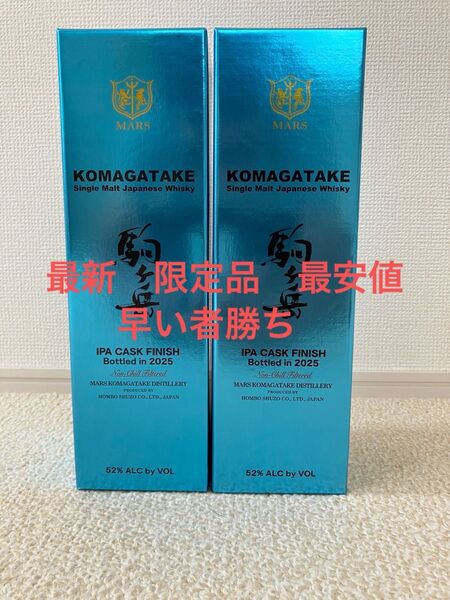 MARS
KOMAGATAKE
Single Malt Japanese Whisky
駒ヶ岳
IPA CASK FINISH
Bottled in 2025
Non-Chill Filtered
MARS KOMAGATAKE DISTILLERY
PRODUCED BY
HOMBO SHUZO CO., LTD., JAPAN
52% ALC by VOL
MARS
KOMAGATAKE
Single Malt Japanese Whisky
駒ヶ岳
IPA CASK FINISH
Bottled in 2025
Non-Chill Filtered
MARS KOMAGATAKE DISTILLERY
PRODUCED BY
HOMBO SHUZO CO., LTD., JAPAN
52% ALC by VOL
最新 限定品 最安値
早い者勝ち